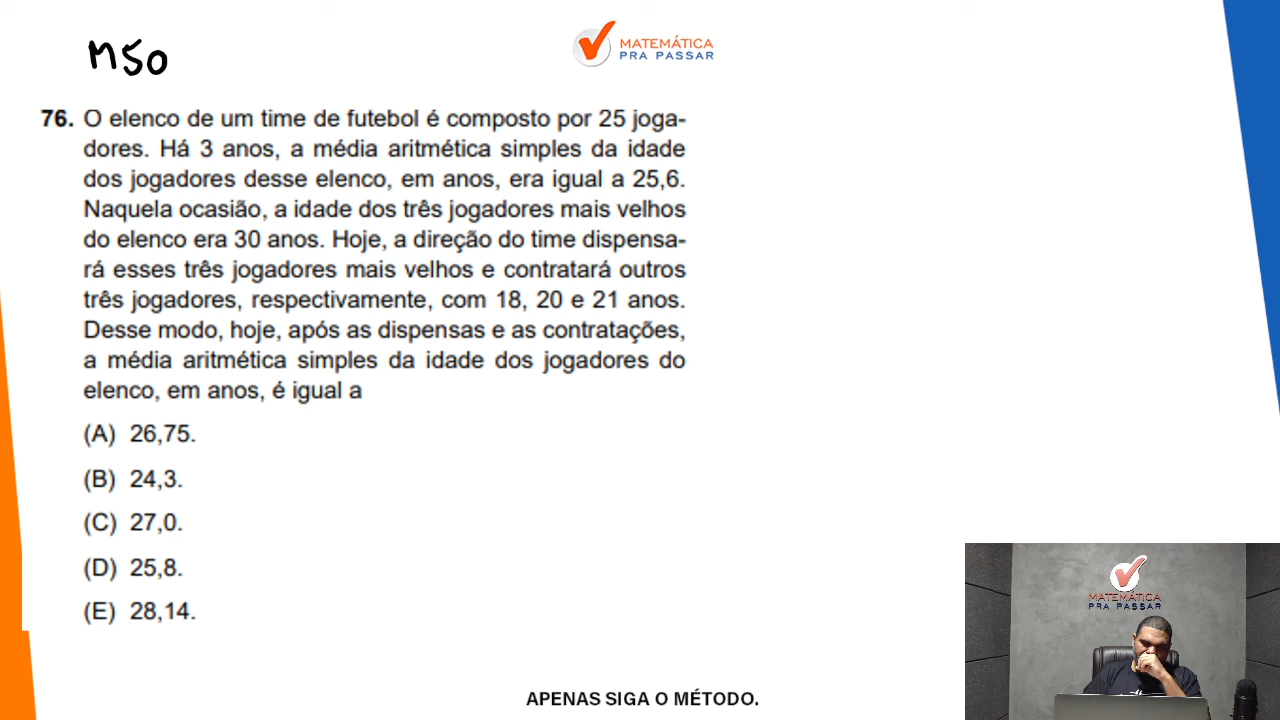 M50
MATEMÁTICA
PRA PASSAR
76. O elenco de um time de futebol é composto por 25 joga-
dores. Há 3 anos, a média aritmética simples da idade
dos jogadores desse elenco, em anos, era igual a 25,6.
Naquela ocasião, a idade dos três jogadores mais velhos
do elenco era 30 anos. Hoje, a direção do time dispensa-
rá esses três jogadores mais velhos e contratará outros
três jogadores, respectivamente, com 18, 20 e 21 anos.
Desse modo, hoje, após as dispensas e as contratações,
a média aritmética simples da idade dos jogadores do
elenco, em anos, é igual a
(A) 26,75.
(B) 24,3.
(C) 27,0.
(D) 25,8.
(E) 28,14.
MATEMÁTICA
PRA PASSAR
APENAS SIGA O MÉTODO.